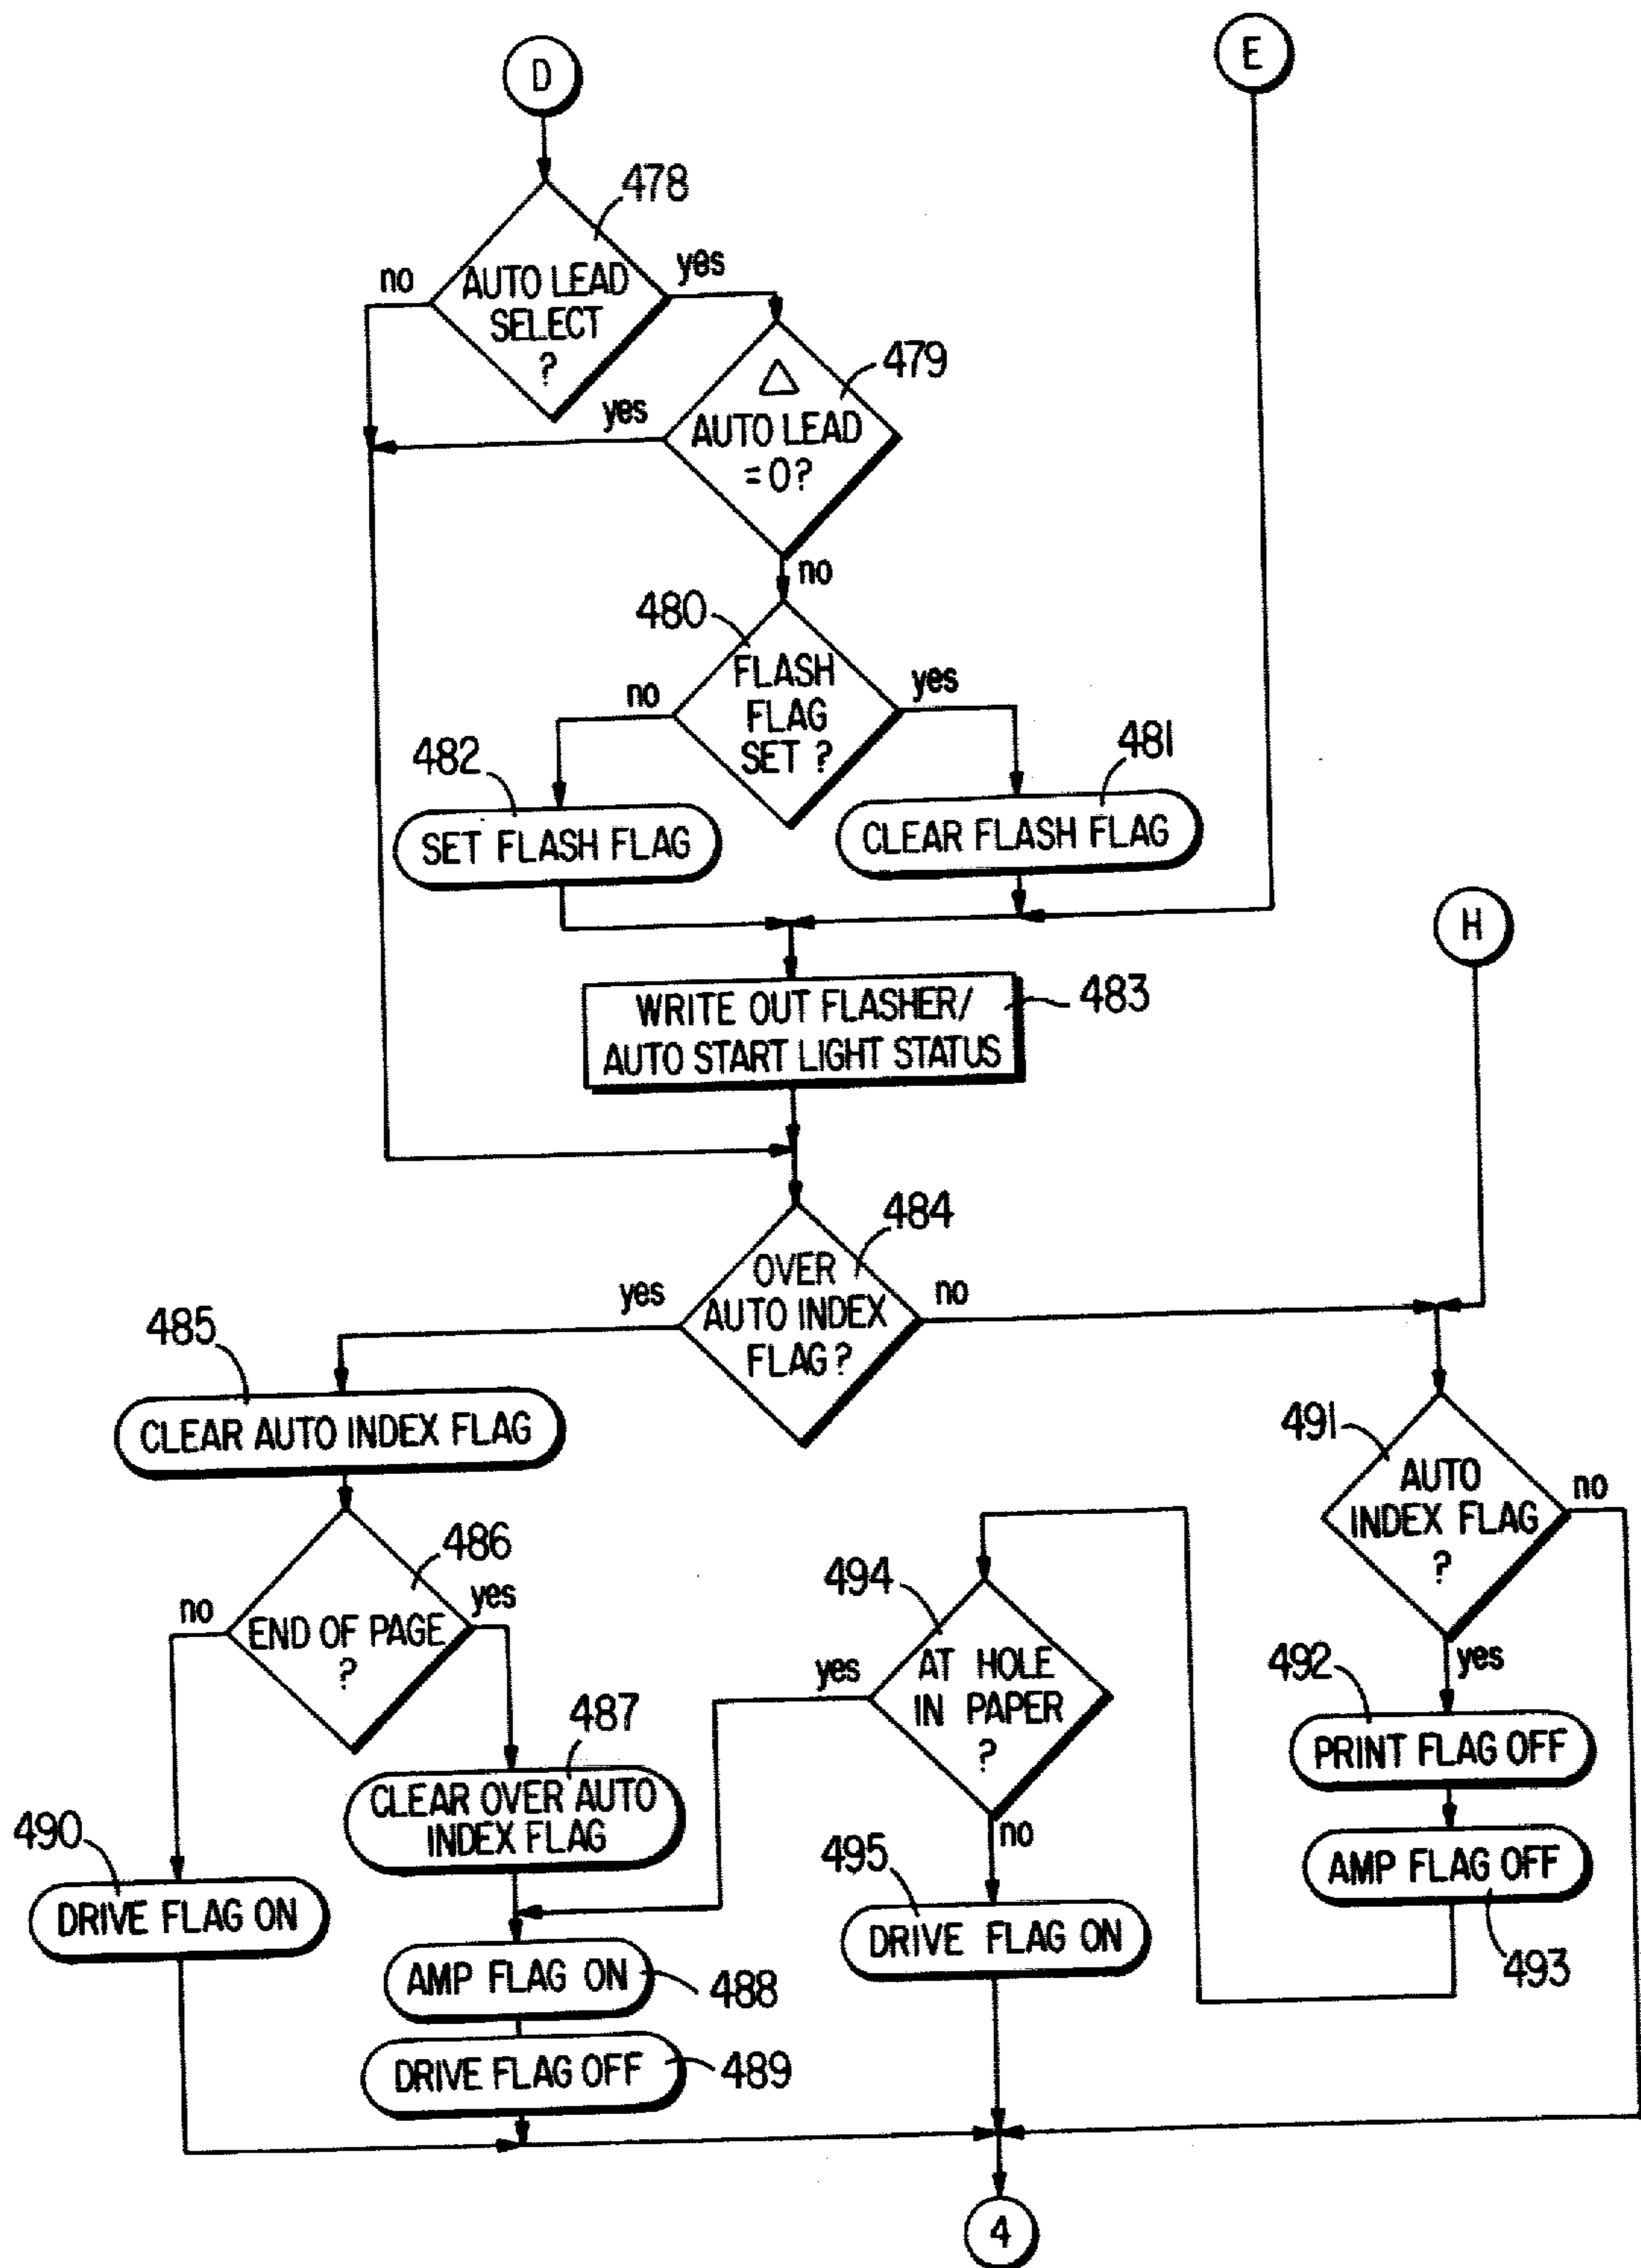 D
E
478
no
yes
AUTO LEAD
SELECT
?
479
yes
△
AUTO LEAD
=0?
no
480
no
yes
FLASH
FLAG
SET ?
482
481
SET FLASH FLAG
CLEAR FLASH FLAG
H
WRITE OUT FLASHER/
AUTO START LIGHT STATUS
483
484
yes
no
OVER
AUTO INDEX
FLAG?
485
CLEAR AUTO INDEX FLAG
491
no
AUTO
INDEX FLAG
?
yes
486
no
yes
END OF PAGE
?
494
yes
AT HOLE
IN PAPER
?
no
492
PRINT FLAG OFF
487
CLEAR OVER AUTO
INDEX FLAG
490
DRIVE FLAG ON
495
DRIVE FLAG ON
AMP FLAG OFF
493
AMP FLAG ON
488
DRIVE FLAG OFF
489
4